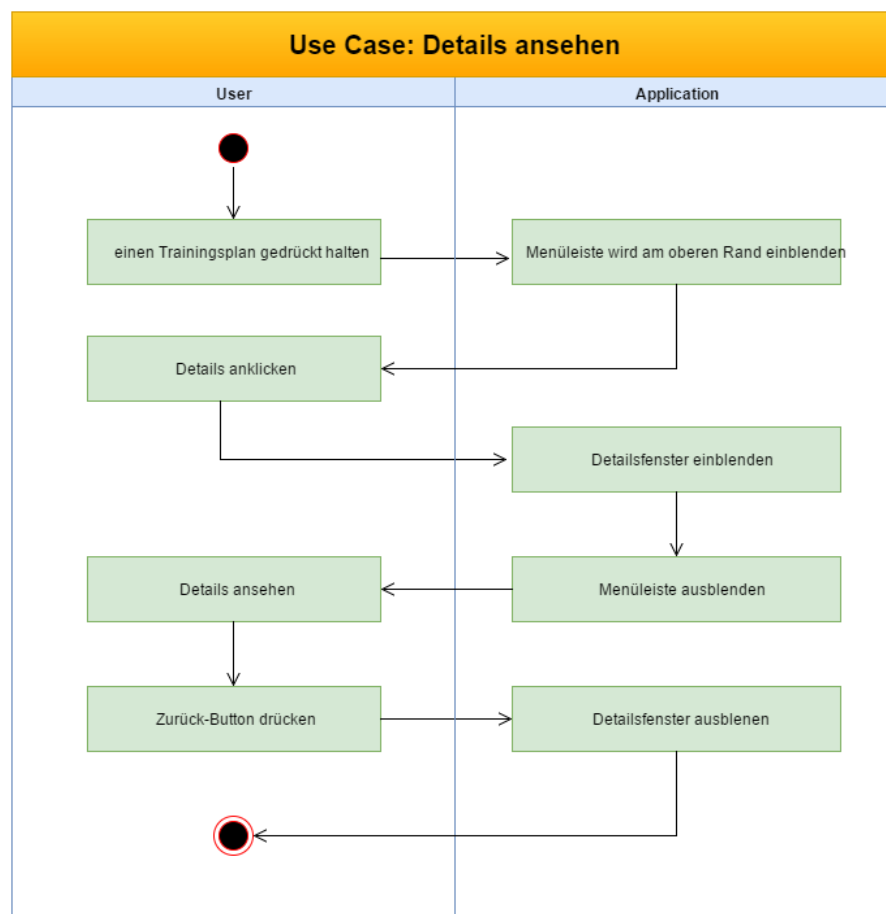 Use Case: Details ansehen
User
Application
einen Trainingsplan gedrückt halten
Menüleiste wird am oberen Rand einblenden
Details anklicken
Detailsfenster einblenden
Details ansehen
Menüleiste ausblenden
Zurück-Button drücken
Detailsfenster ausblenen